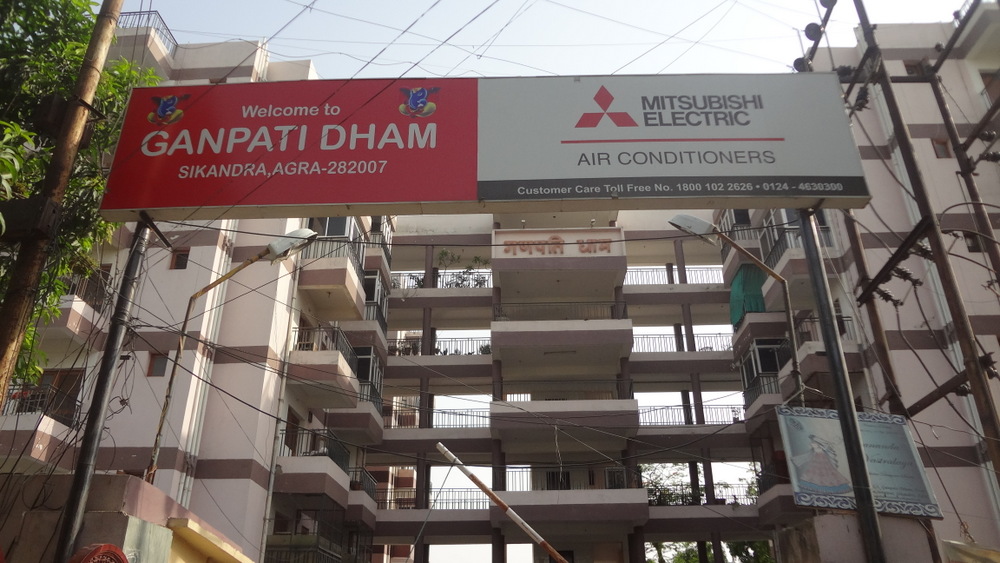 Welcome to
GANPATI DHAM
SIKANDRA,AGRA-282007
MITSUBISHI
ELECTRIC
AIR CONDITIONERS
Customer Care Toll Free No. 1800 102 2626 • 0124 - 4630300
गणपति धाम